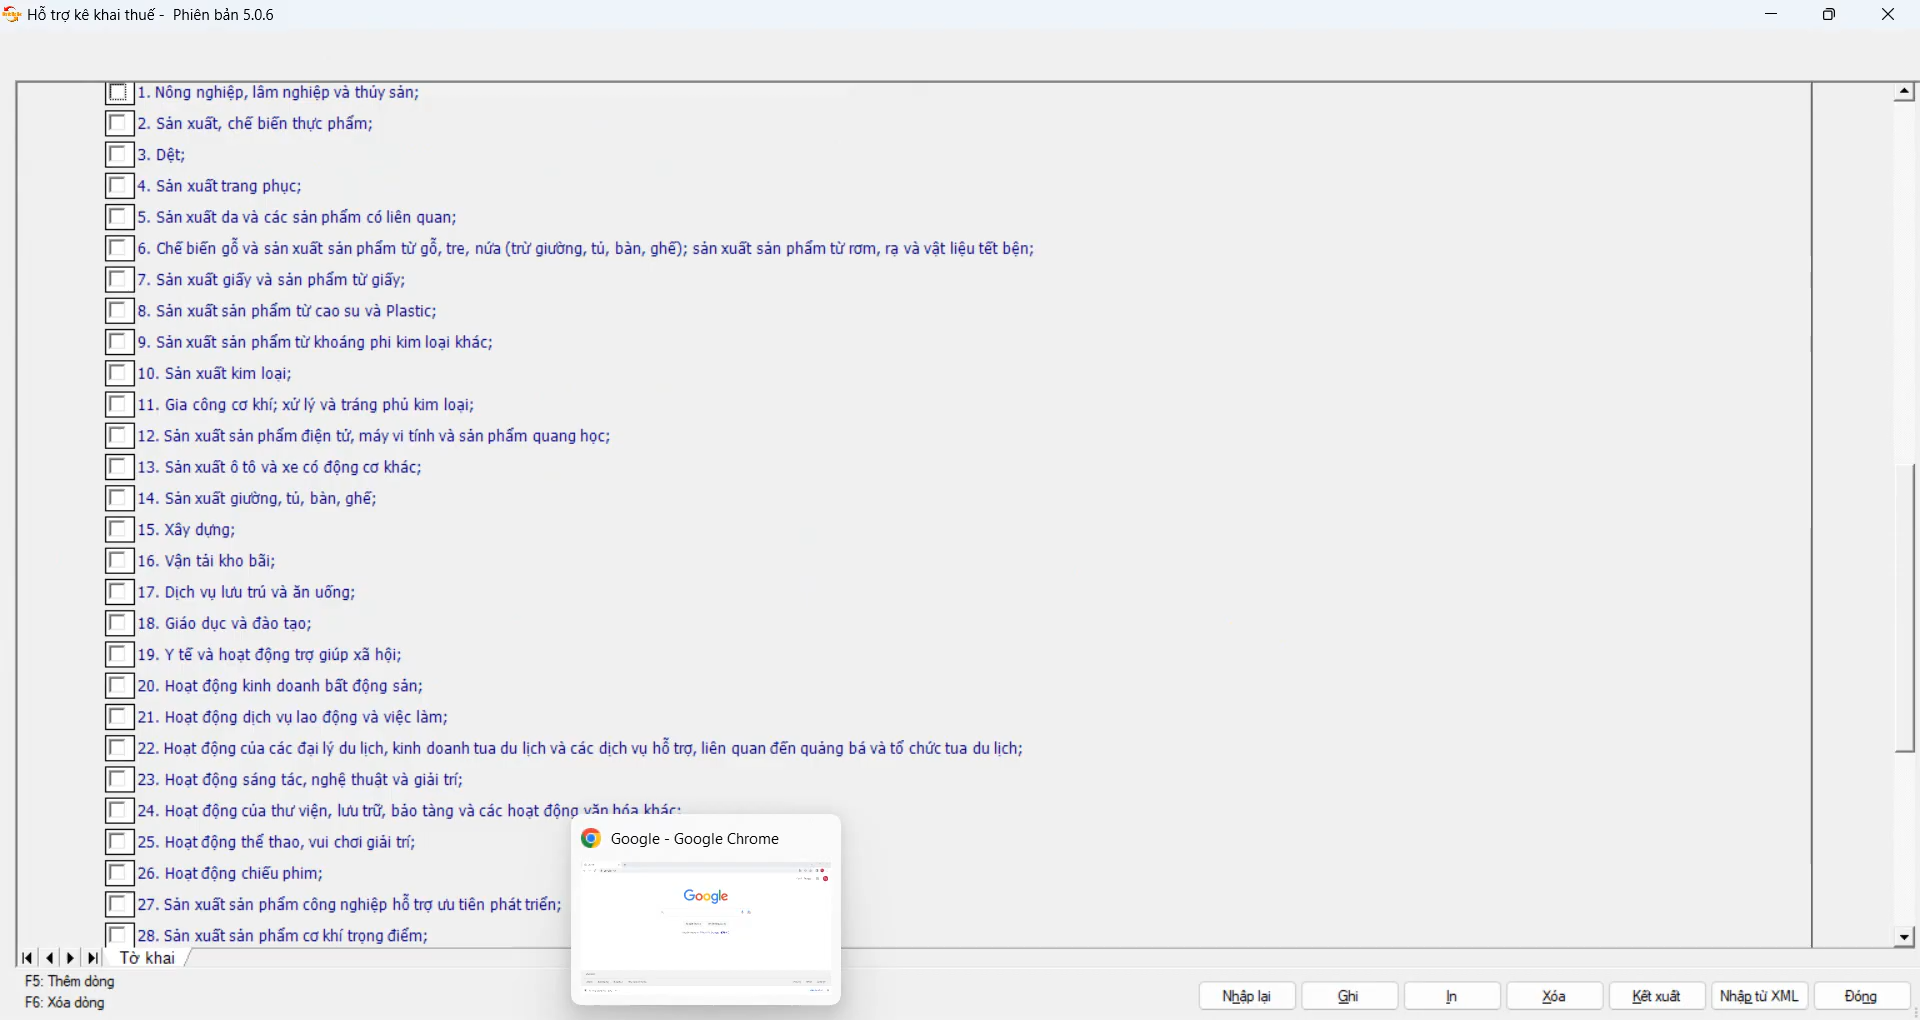 Hỗ trợ kê khai thuế - Phiên bản 5.0.6
1. Nông nghiệp, lâm nghiệp và thủy sản;
2. Sản xuất, chế biến thực phẩm;
3. Dệt;
4. Sản xuất trang phục;
5. Sản xuất da và các sản phẩm có liên quan;
6. Chế biến gỗ và sản xuất sản phẩm từ gỗ, tre, nứa (trừ giường, tủ, bàn, ghế); sản xuất sản phẩm từ rơm, rạ và vật liệu tết bện;
7. Sản xuất giấy và sản phẩm từ giấy;
8. Sản xuất sản phẩm từ cao su và Plastic;
9. Sản xuất sản phẩm từ khoáng phi kim loại khác;
10. Sản xuất kim loại;
11. Gia công cơ khí; xử lý và tráng phủ kim loại;
12. Sản xuất sản phẩm điện tử, máy vi tính và sản phẩm quang học;
13. Sản xuất ô tô và xe có động cơ khác;
14. Sản xuất giường, tủ, bàn, ghế;
15. Xây dựng;
16. Vận tải kho bãi;
17. Dịch vụ lưu trú và ăn uống;
18. Giáo dục và đào tạo;
19. Y tế và hoạt động trợ giúp xã hội;
20. Hoạt động kinh doanh bất động sản;
21. Hoạt động dịch vụ lao động và việc làm;
22. Hoạt động của các đại lý du lịch, kinh doanh tua du lịch và các dịch vụ hỗ trợ, liên quan đến quảng bá và tổ chức tua du lịch;
23. Hoạt động sáng tác, nghệ thuật và giải trí;
24. Hoạt động của thư viện, lưu trữ, bảo tàng và các hoạt động văn hóa khác;
25. Hoạt động thể thao, vui chơi giải trí;
26. Hoạt động chiếu phim;
27. Sản xuất sản phẩm công nghiệp hỗ trợ ưu tiên phát triển;
28. Sản xuất sản phẩm cơ khí trọng điểm;
Google - Google Chrome
Google
Tờ khai
F5: Thêm dòng
F6: Xóa dòng
Nhập lại
Ghi
In
Xóa
Kết xuất
Nhập từ XML
Đóng